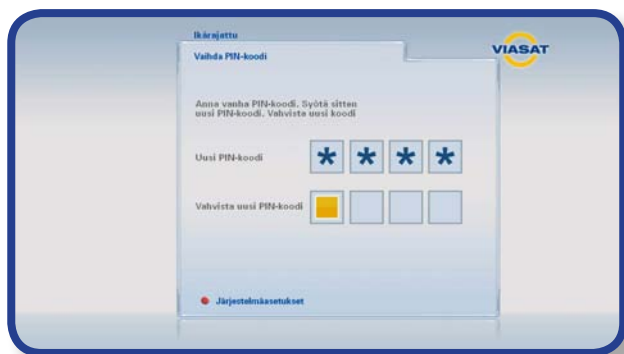 Ikärajattu
VIASAT
Vaihda PIN-koodi
Anna vanha PIN-koodi. Syötä sitten
uusi PIN-koodi. Vahvista uusi koodi
Uusi PIN-koodi * * * *
Vahvista uusi PIN-koodi
Järjestelmäasetukset